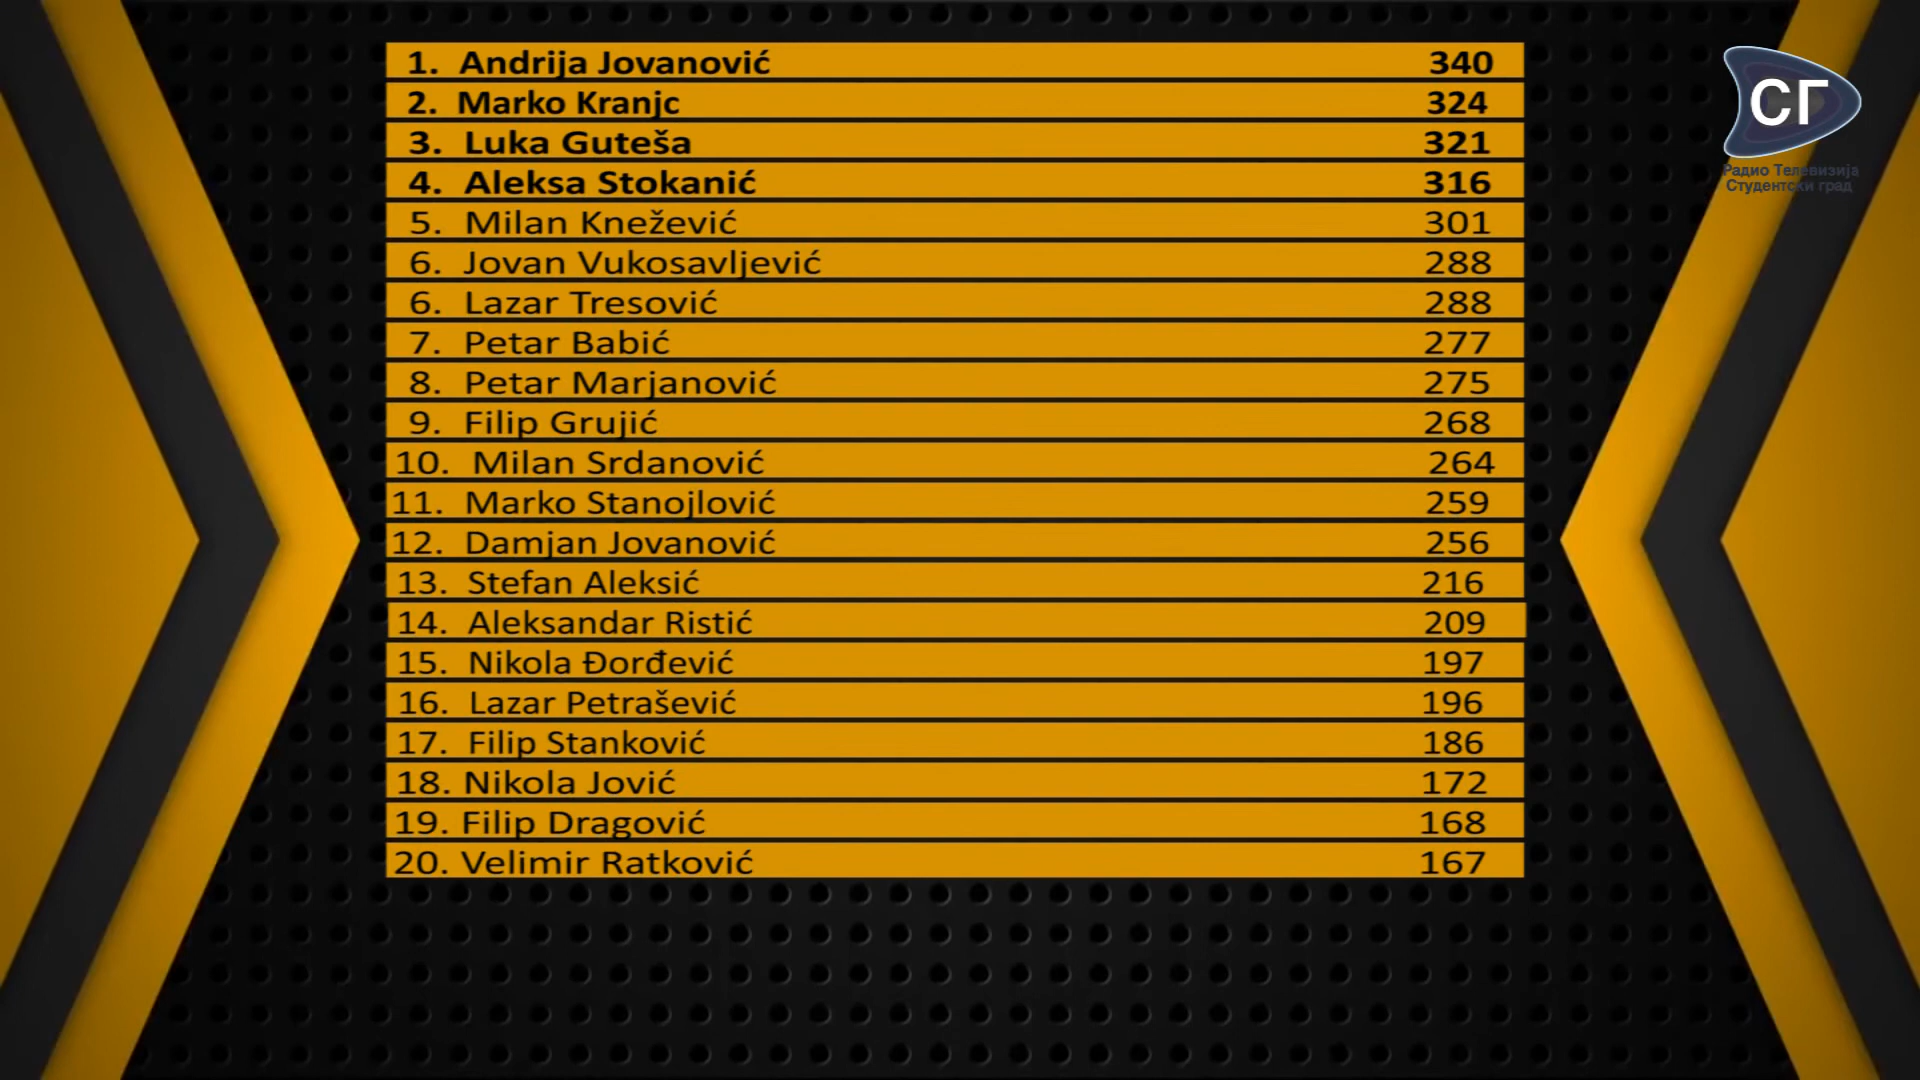 1. Andrija Jovanović 340
2. Marko Kranjc 324
3. Luka Guteša 321
4. Aleksa Stokanić 316
5. Milan Knežević 301
6. Jovan Vukosavljević 288
6. Lazar Tresović 288
7. Petar Babić 277
8. Petar Marjanović 275
9. Filip Grujić 268
10. Milan Srdanović 264
11. Marko Stanojlović 259
12. Damjan Jovanović 256
13. Stefan Aleksić 216
14. Aleksandar Ristić 209
15. Nikola Đorđević 197
16. Lazar Petrašević 196
17. Filip Stanković 186
18. Nikola Jović 172
19. Filip Dragović 168
20. Velimir Ratković 167
СГ
Радио Телевизија
Студентски град